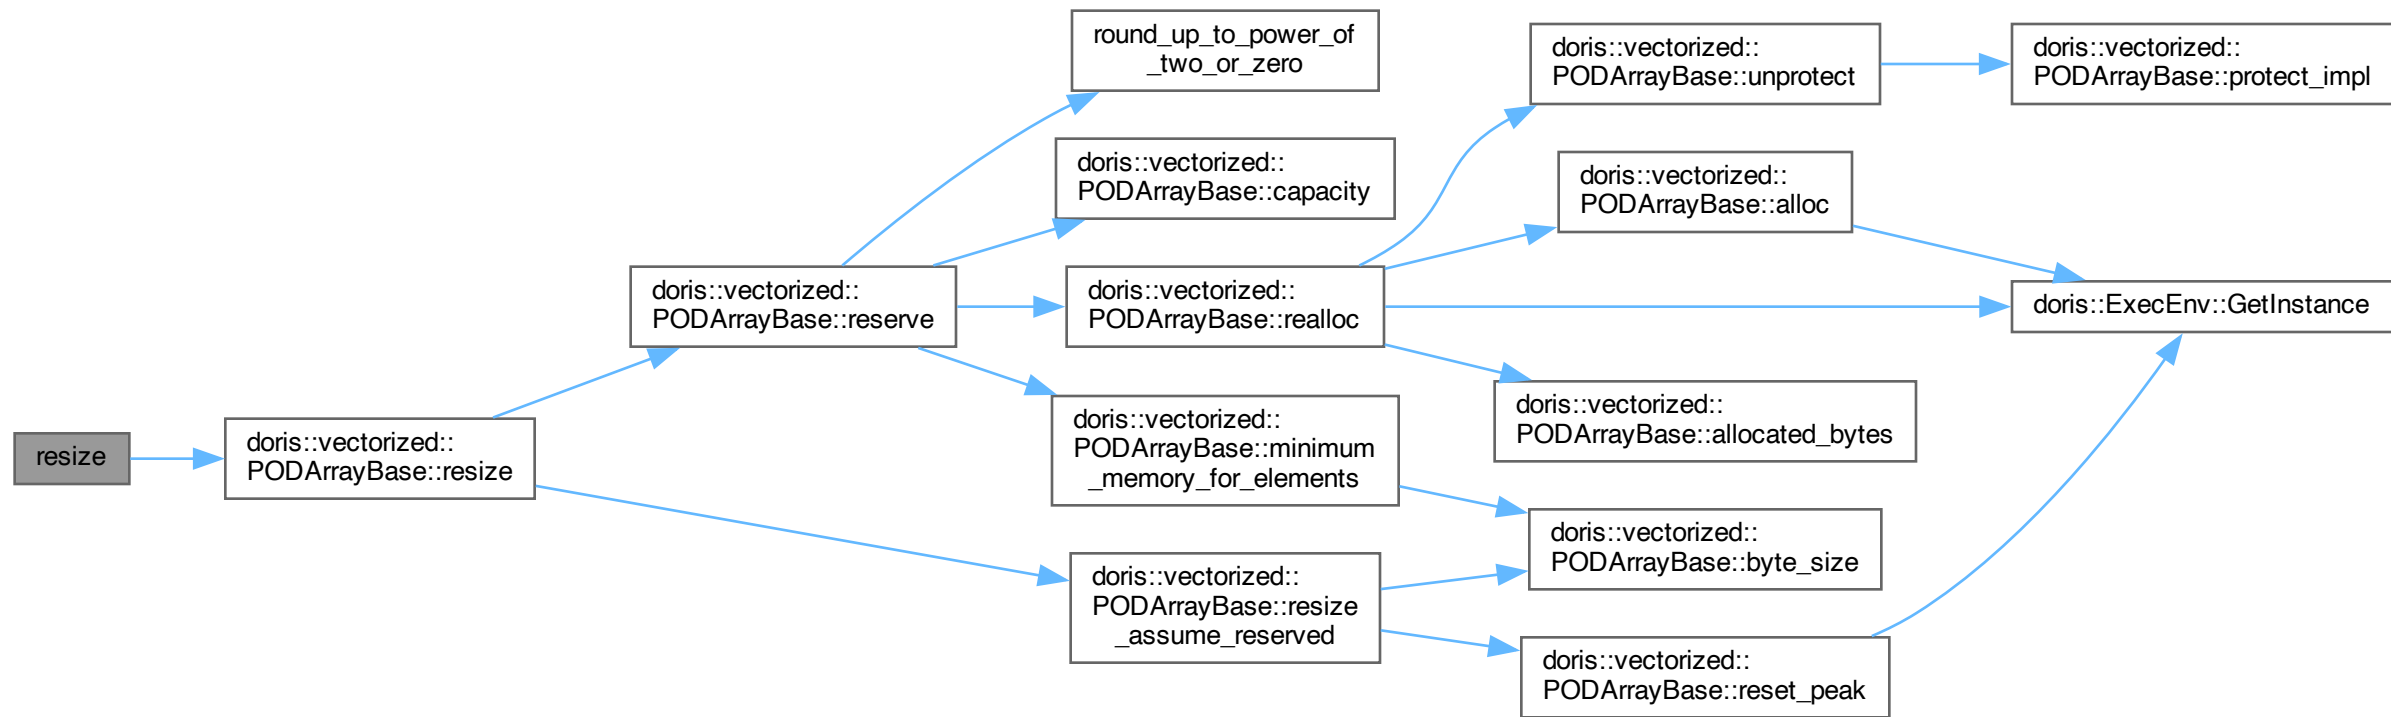 resize
doris::vectorized::
PODArrayBase::resize
doris::vectorized::
PODArrayBase::reserve
round_up_to_power_of
_two_or_zero
doris::vectorized::
PODArrayBase::capacity
doris::vectorized::
PODArrayBase::realloc
doris::vectorized::
PODArrayBase::minimum
_memory_for_elements
doris::vectorized::
PODArrayBase::resize
_assume_reserved
doris::vectorized::
PODArrayBase::unprotect
doris::vectorized::
PODArrayBase::alloc
doris::vectorized::
PODArrayBase::allocated_bytes
doris::vectorized::
PODArrayBase::byte_size
doris::vectorized::
PODArrayBase::reset_peak
doris::vectorized::
PODArrayBase::protect_impl
doris::ExecEnv::GetInstance